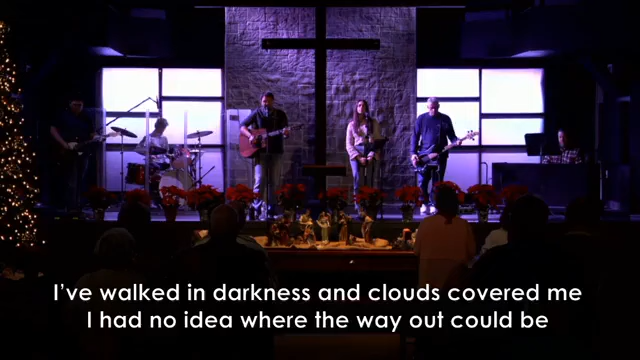 I've walked in darkness and clouds covered me
I had no idea where the way out could be